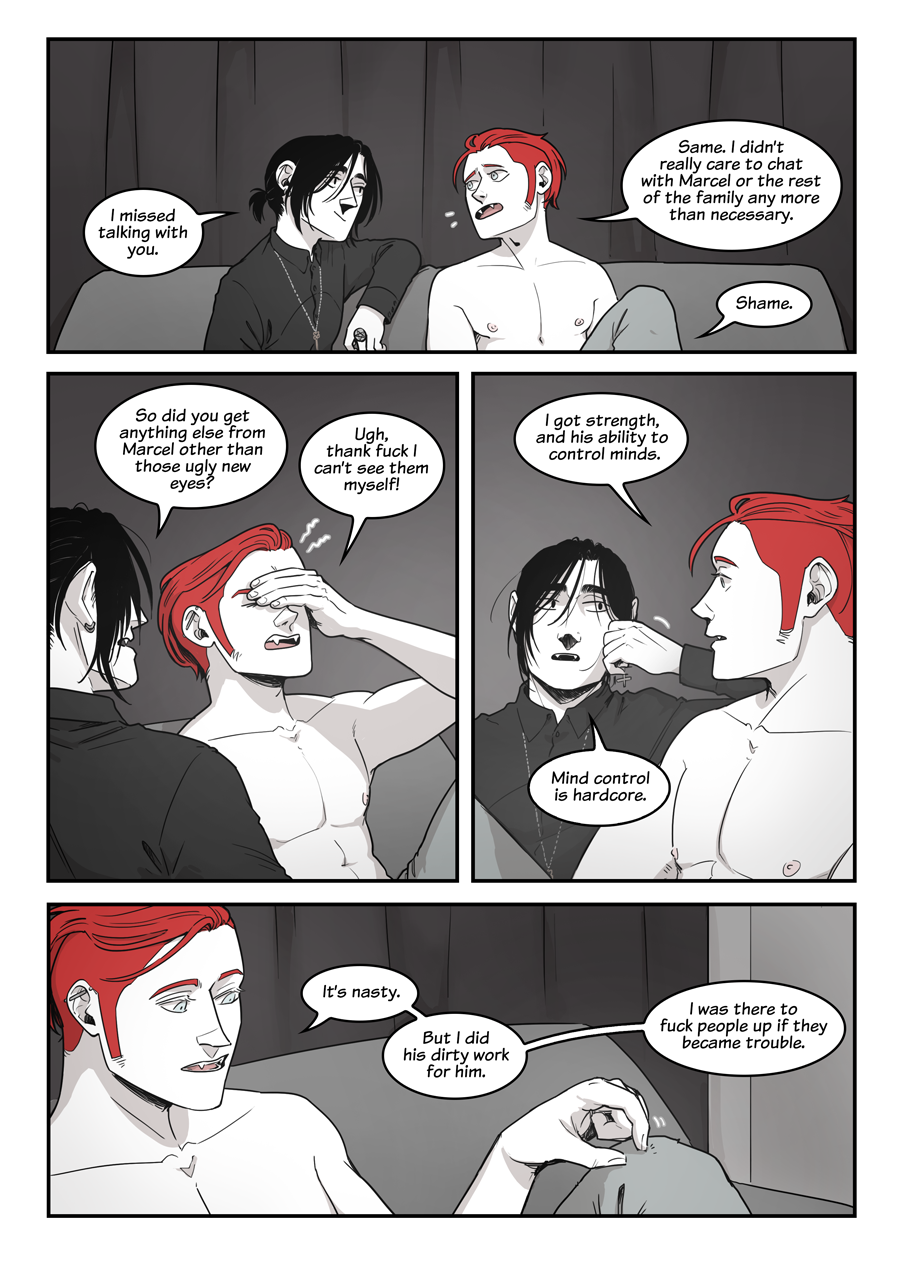 I missed
talking with
you.
Same. I didn't
really care to chat
with Marcel or the rest
of the family any more
than necessary.
Shame.
So did you get
anything else from
Marcel other than
those ugly new
eyes?
Ugh,
thank fuck I
can't see them
myself!
I got strength,
and his ability to
control minds.
Mind control
is hardcore.
It's nasty.
But I did
his dirty work
for him.
I was there to
fuck people up if they
became trouble.